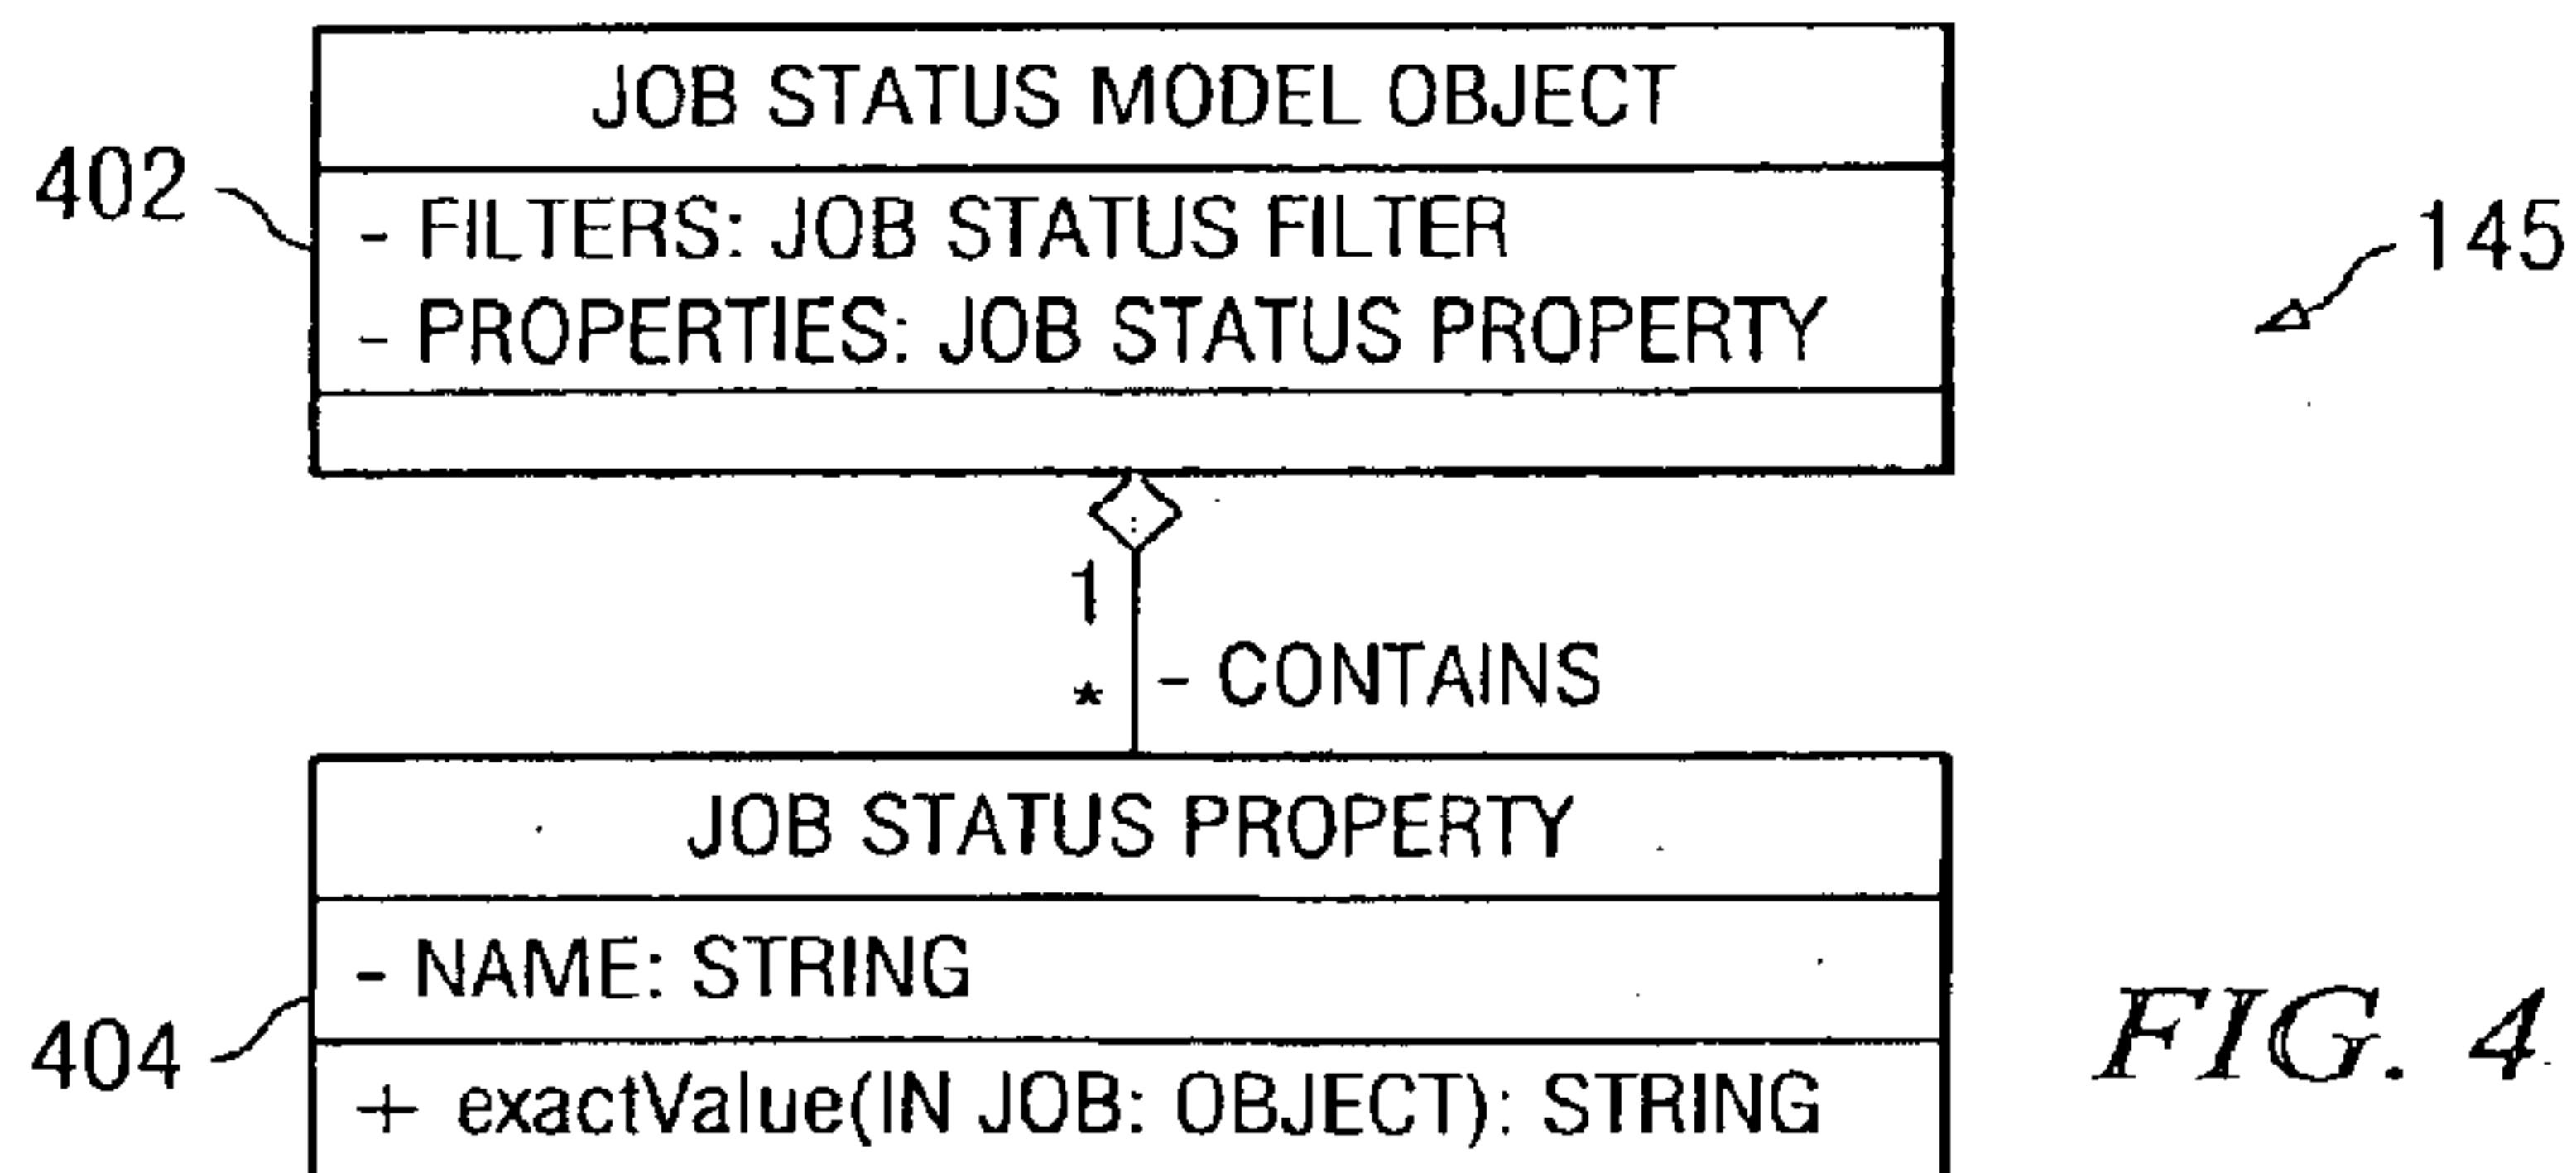 JOB STATUS MODEL OBJECT
402
- FILTERS: JOB STATUS FILTER
- PROPERTIES: JOB STATUS PROPERTY
145
1
* - CONTAINS
JOB STATUS PROPERTY
- NAME: STRING
404
+ exactValue(IN JOB: OBJECT): STRING
FIG. 4